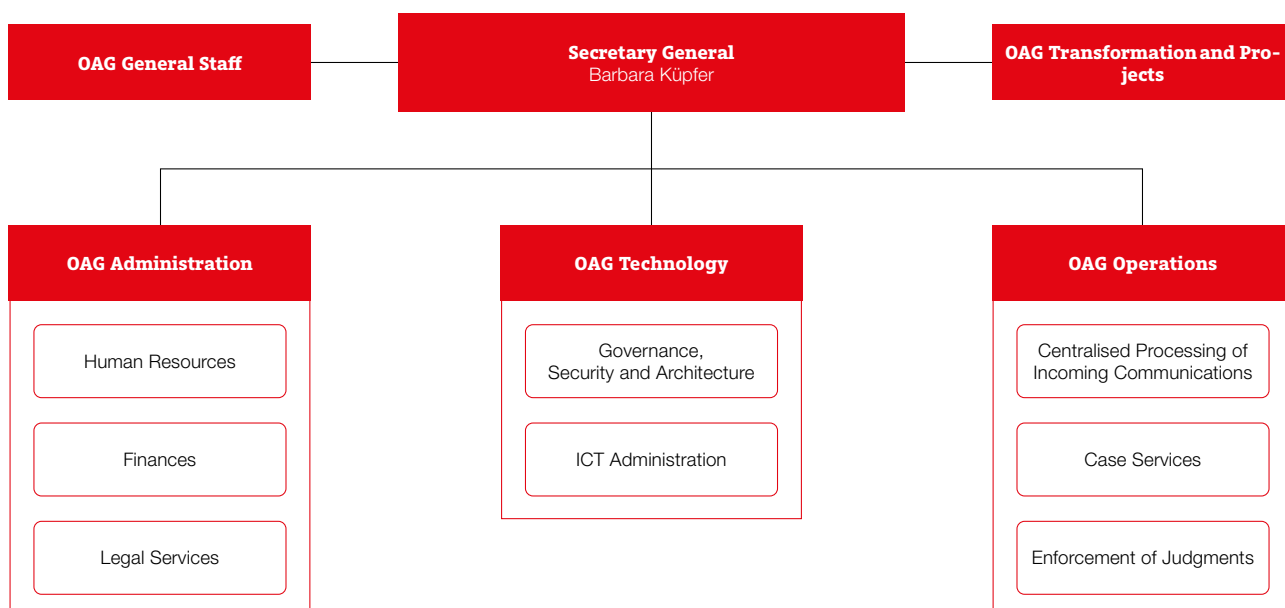 OAG General Staff
Secretary General
Barbara Küpfer
OAG Transformation and Pro-
jects
OAG Administration
Human Resources
Finances
Legal Services
OAG Technology
Governance,
Security and Architecture
ICT Administration
OAG Operations
Centralised Processing of
Incoming Communications
Case Services
Enforcement of Judgments